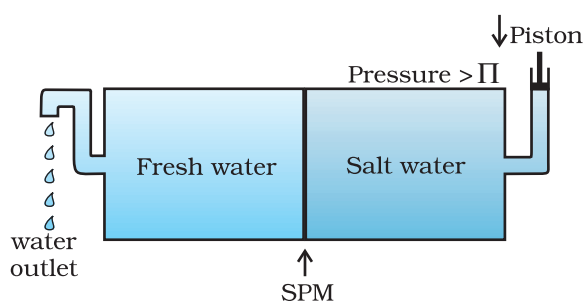 Piston
Pressure > Π
Fresh water
Salt water
water
outlet
SPM